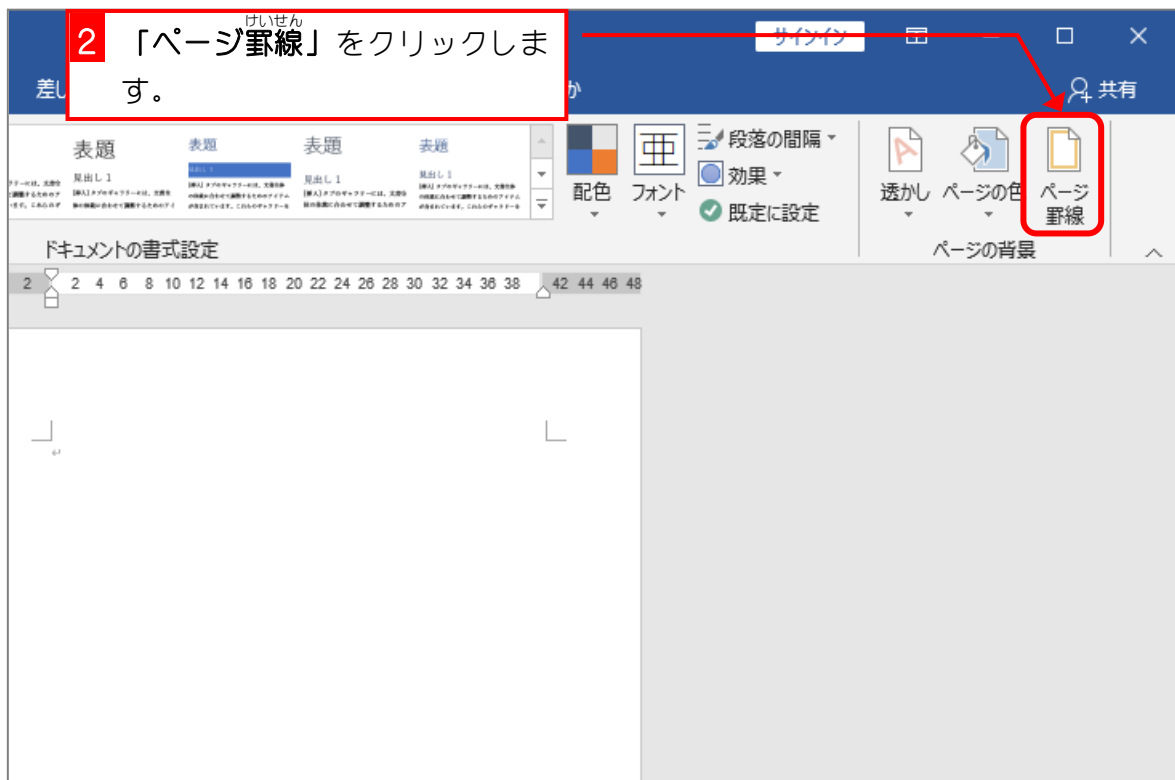 けいせん
2 「ページ罫線」をクリックしま
す。
サインイン
差し
か
共有
表題
表題
表題
表題
見出し 1
見出し 1
見出し 1
見出し 1
配色
フォント
段落の間隔
効果
既定に設定
透かし
ページの色
ページ
罫線
ドキュメントの書式設定
ページの背景
2 2 4 6 8 10 12 14 16 18 20 22 24 26 28 30 32 34 36 38 42 44 46 48